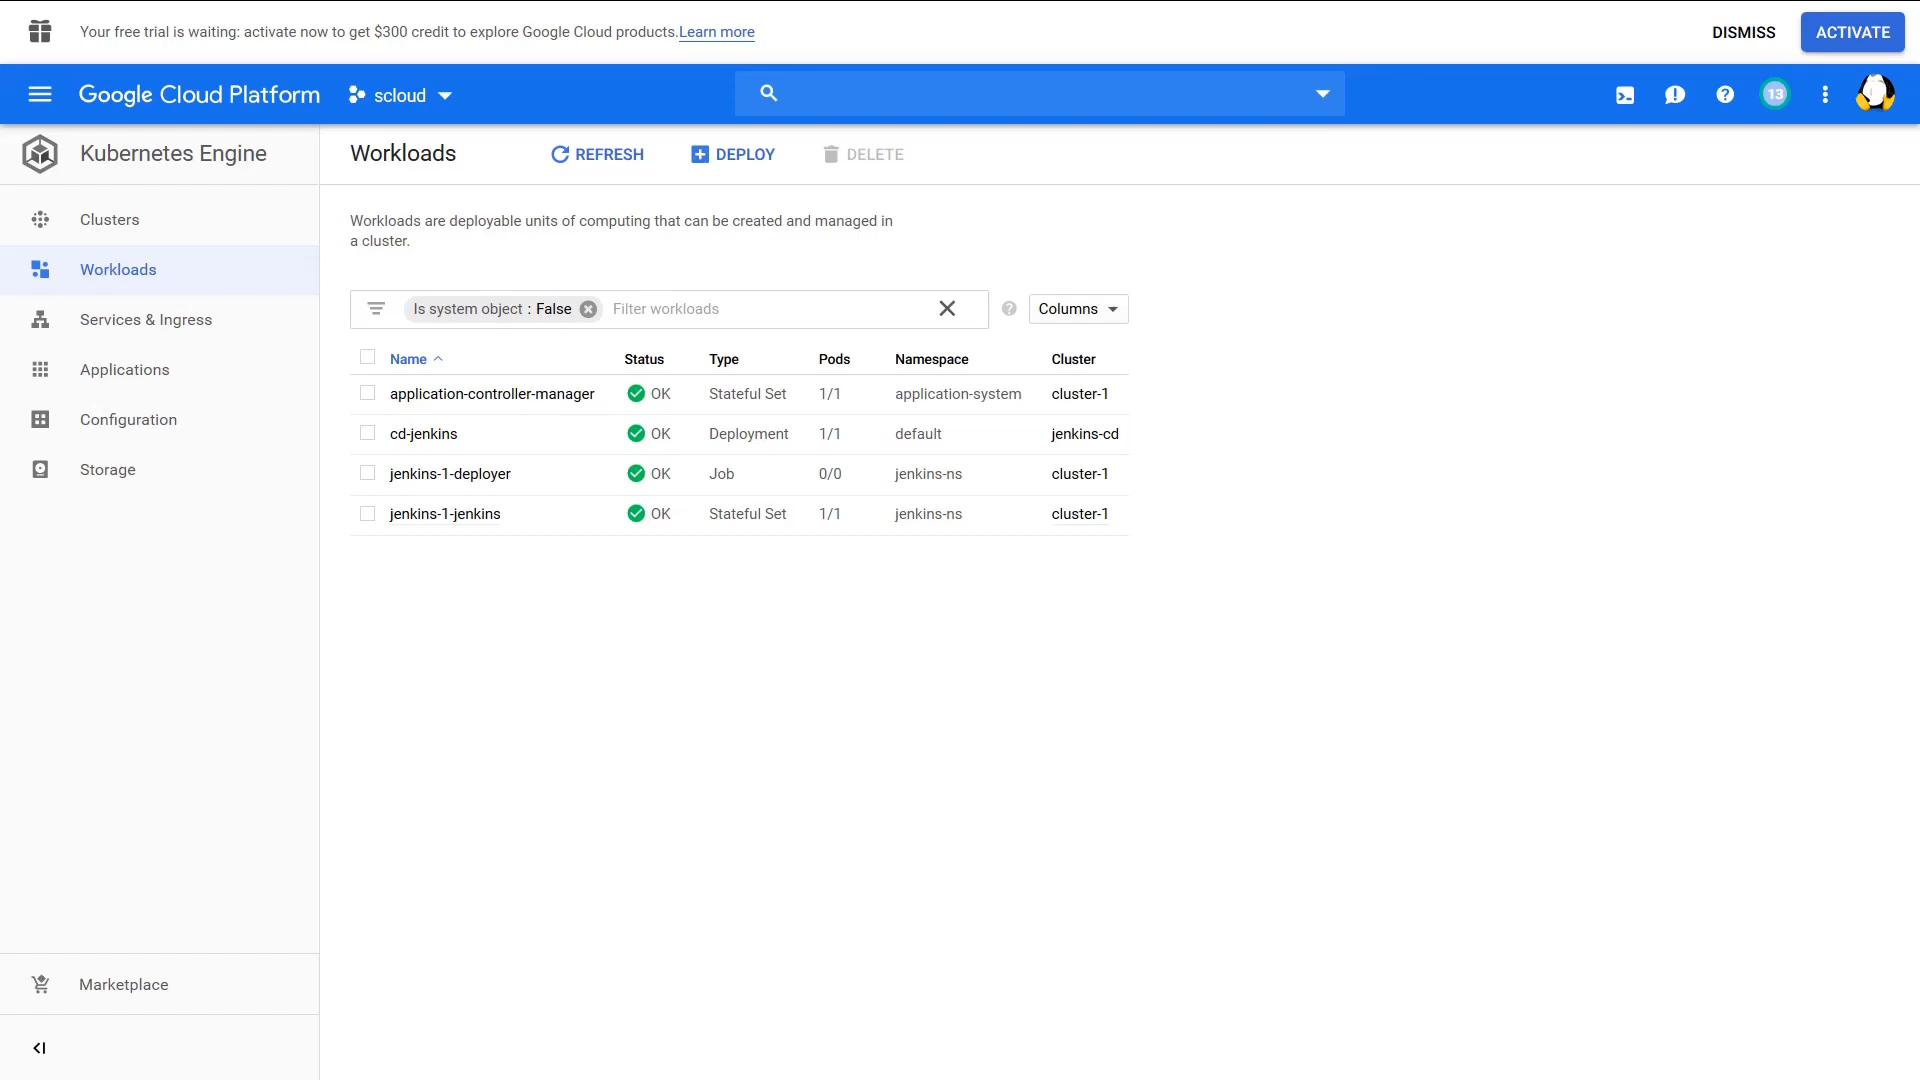 Your free trial is waiting: activate now to get $300 credit to explore Google Cloud products.Learn more
DISMISS
ACTIVATE
Google Cloud Platform
scloud
13
Kubernetes Engine
Workloads
REFRESH
DEPLOY
DELETE
Clusters
Workloads
Services & Ingress
Applications
Configuration
Storage
Marketplace
Workloads are deployable units of computing that can be created and managed in
a cluster.
Is system object : False
Filter workloads
Columns
Name Status Type Pods Namespace Cluster
application-controller-manager OK Stateful Set 1/1 application-system cluster-1
cd-jenkins OK Deployment 1/1 default jenkins-cd
jenkins-1-deployer OK Job 0/0 jenkins-ns cluster-1
jenkins-1-jenkins OK Stateful Set 1/1 jenkins-ns cluster-1